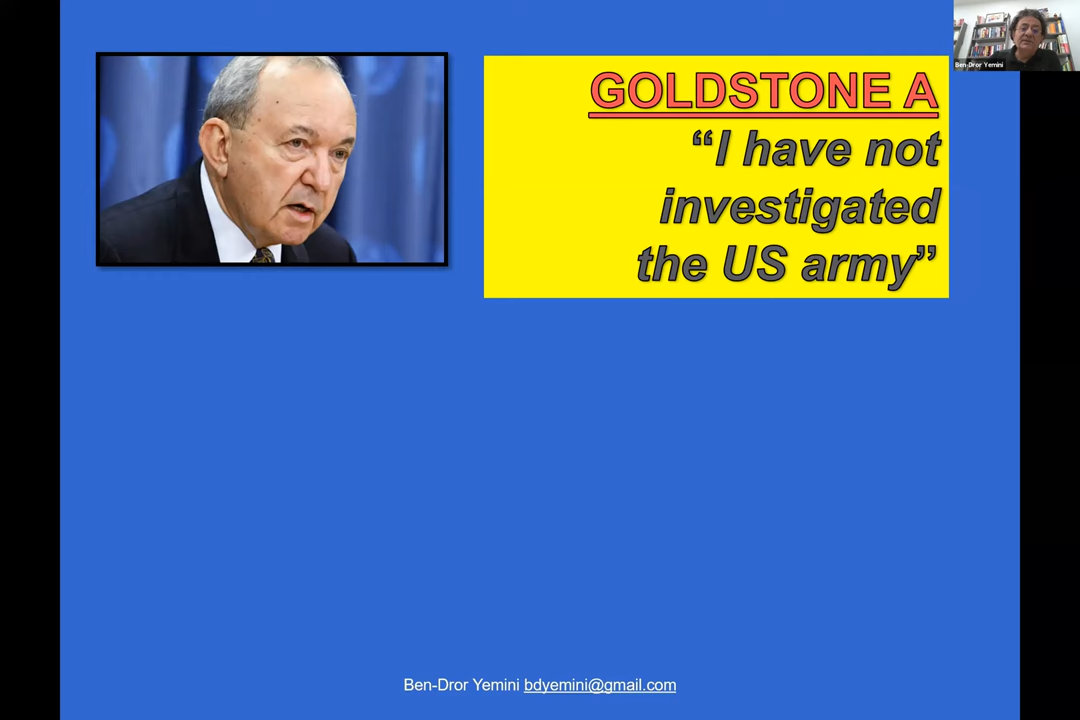 Ben-Dror Yemini
GOLDSTONE A
“I have not
investigated
the US army”
Ben-Dror Yemini bdyemini@gmail.com